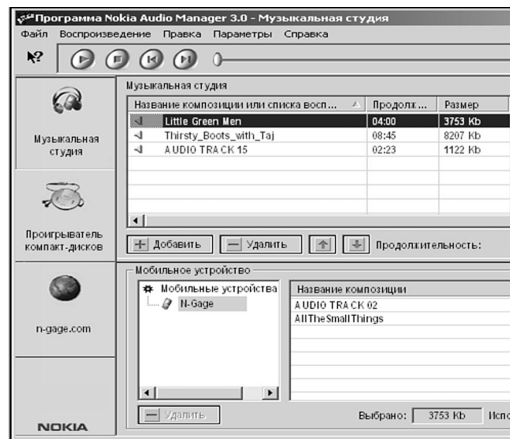 Программа Nokia Audio Manager 3.0 - Музыкальная студия
Файл Воспроизведение Правка Параметры Справка
Музыкальная студия
Название композиции или списка восп... Продолж... Размер
Little Green Men 04:00 3753 Kb
Thirsty_Boots_with_Taj 08:45 8207 Kb
AUDIO TRACK 15 02:23 1122 Kb
Музыкальная
студия
Проигрыватель
компакт-дисков
Добавить Удалить Продолжительность:
Мобильное устройство
Мобильные устройства
N-Gage
Название композиции
AUDIO TRACK 02
AllTheSmallThings
n-gage.com
Удалить
Выбрано: 3753 Kb Испо
NOKIA